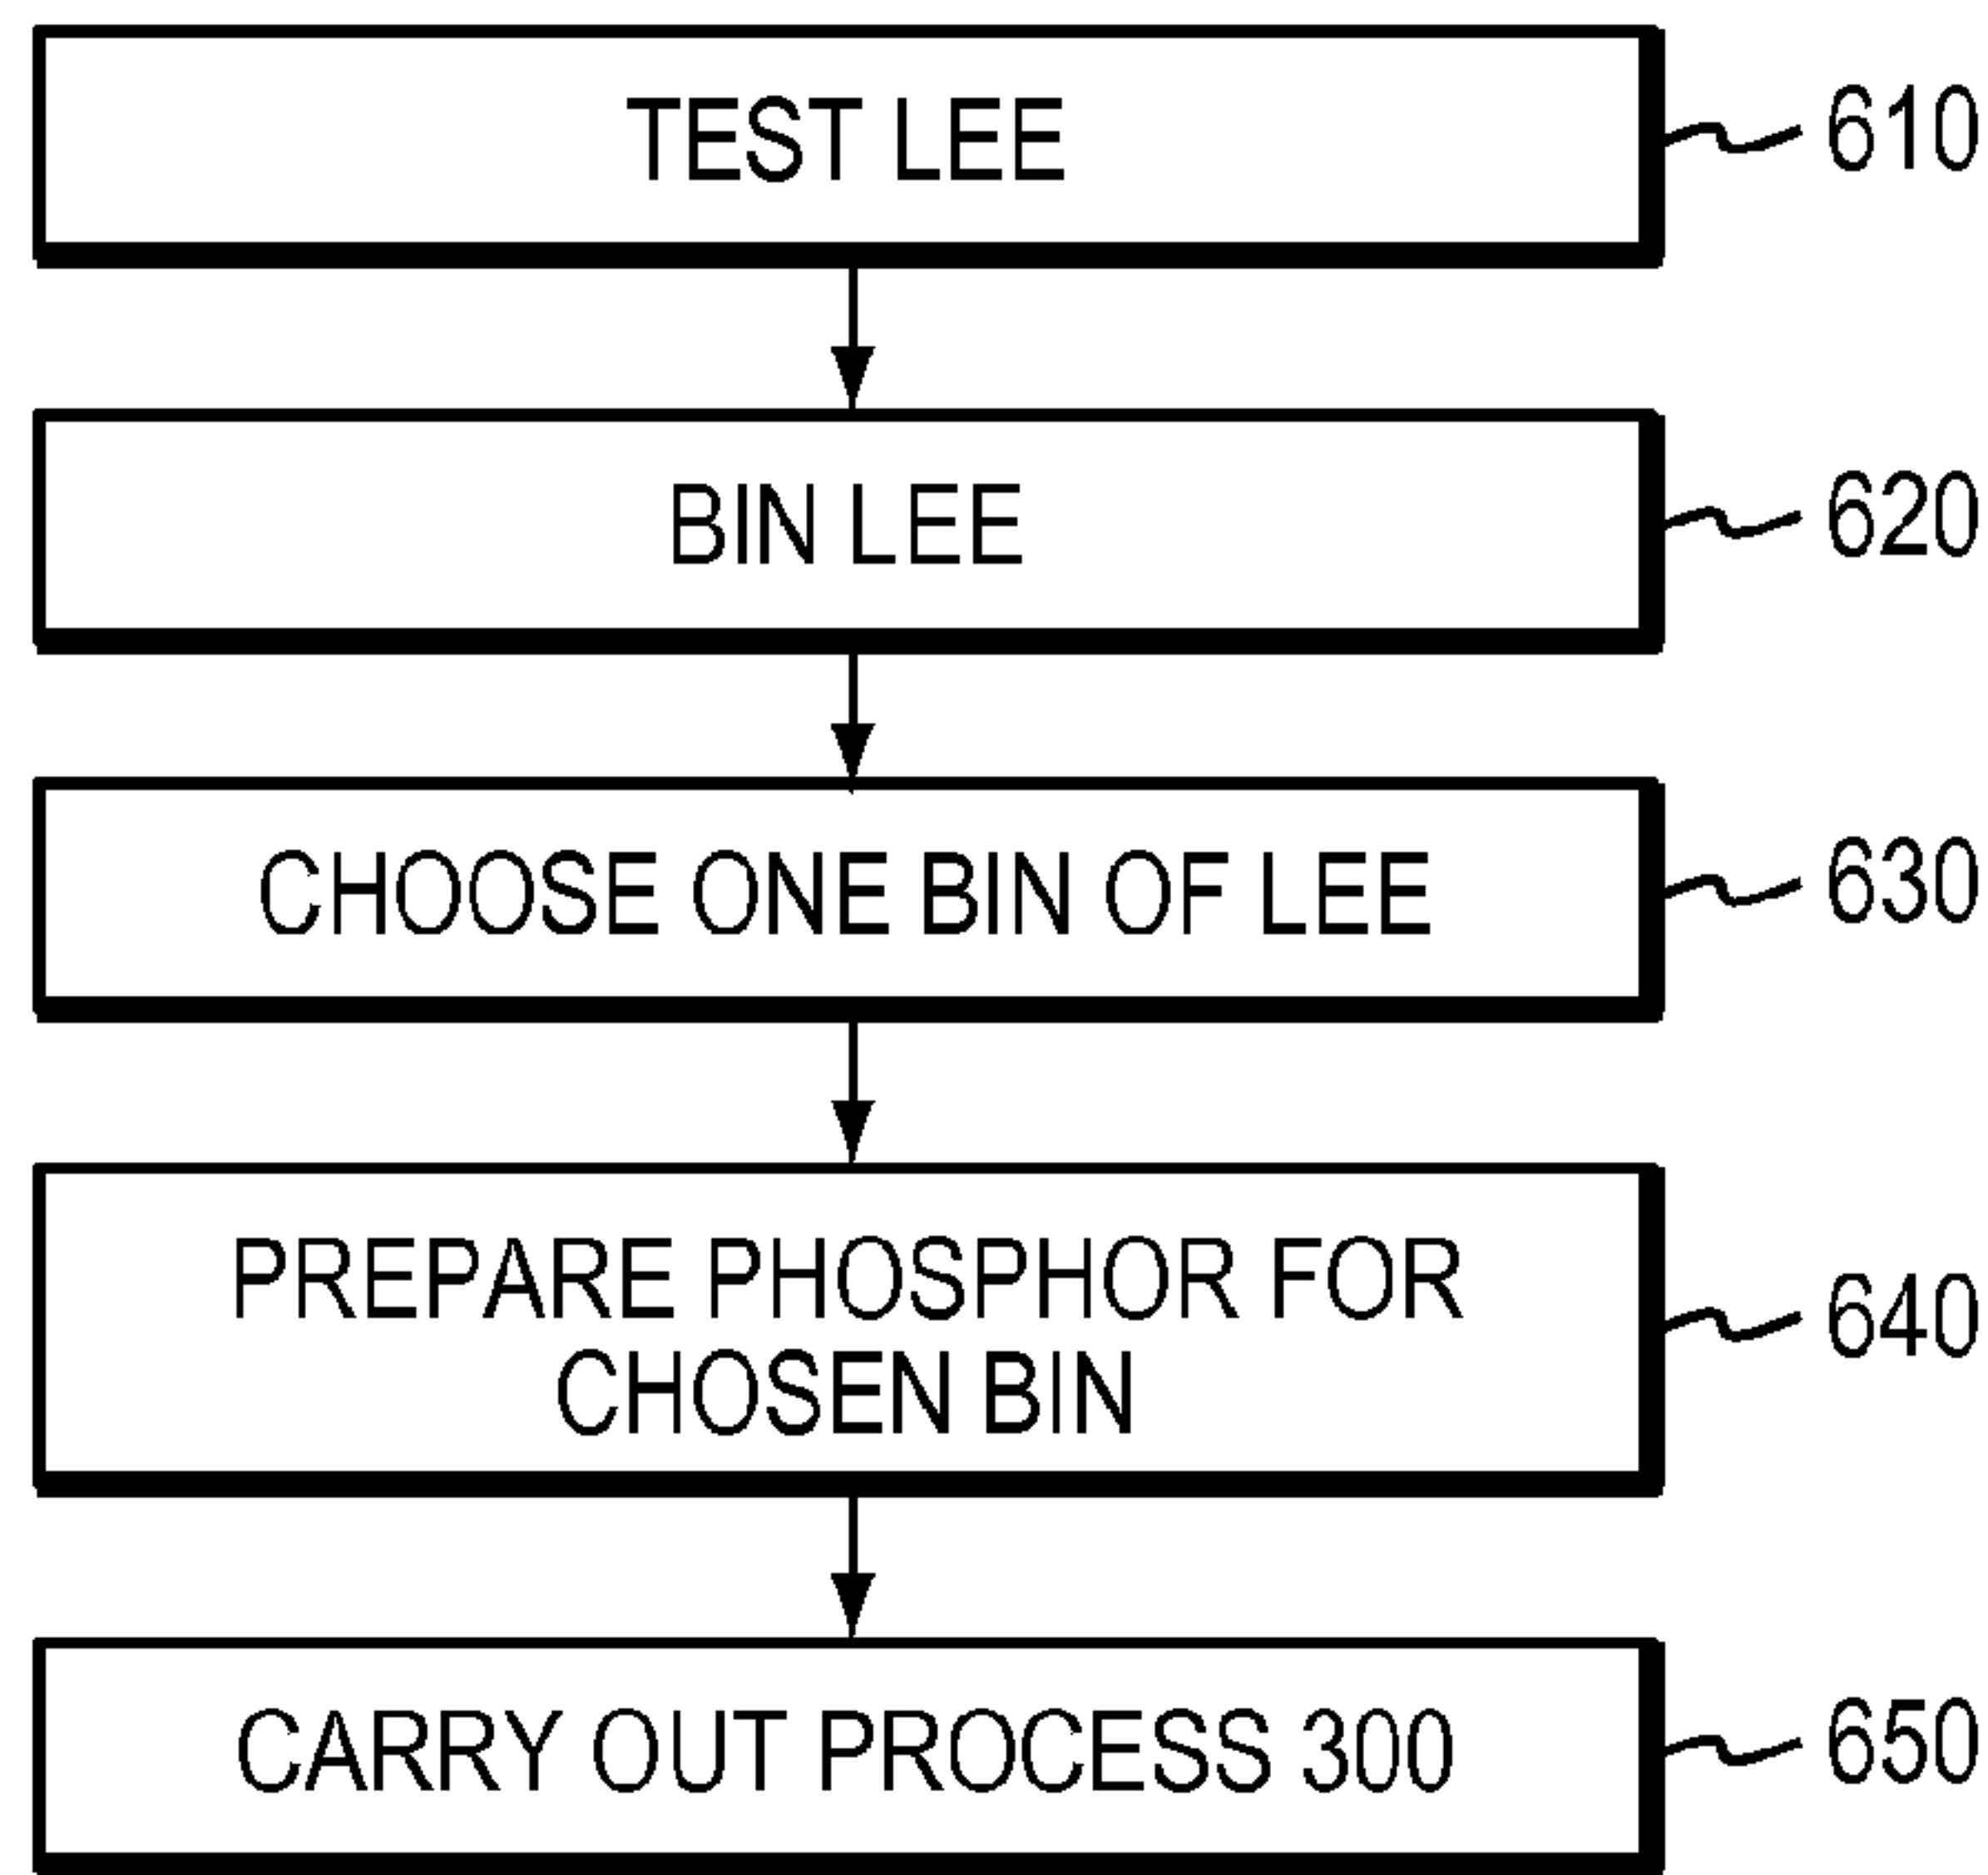 TEST LEE
610
BIN LEE
620
CHOOSE ONE BIN OF LEE
630
PREPARE PHOSPHOR FOR
CHOSEN BIN
640
CARRY OUT PROCESS 300
650